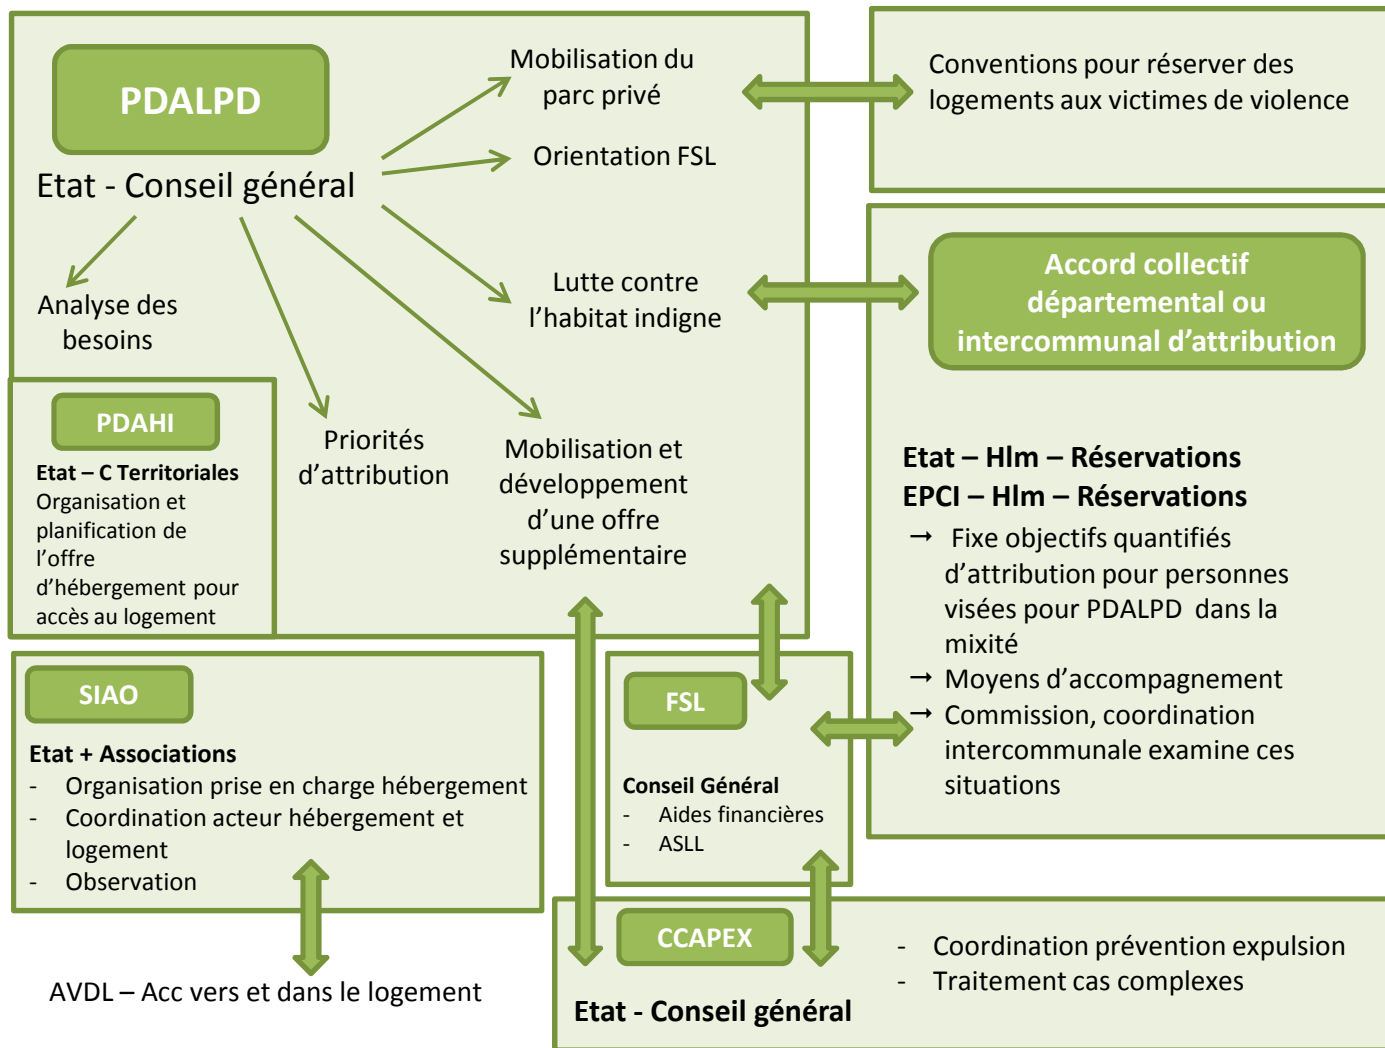 PDALPD
Etat - Conseil général
Mobilisation du
parc privé
Orientation FSL
Lutte contre
l’habitat indigne
Analyse des
besoins
Priorités
d’attribution
Mobilisation et
développement
d’une offre
supplémentaire
PDAHI
Etat – C Territoriales
Organisation et
planification de
l’offre
d’hébergement pour
accès au logement
Conventions pour réserver des
logements aux victimes de violence
Accord collectif
départemental ou
intercommunal d’attribution
Etat – Hlm – Réservations
EPCI – Hlm – Réservations
→ Fixe objectifs quantifiés
d’attribution pour personnes
visées pour PDALPD dans la
mixité
→ Moyens d’accompagnement
→ Commission, coordination
intercommunale examine ces
situations
SIAO
Etat + Associations
- Organisation prise en charge hébergement
- Coordination acteur hébergement et
logement
- Observation
AVDL – Acc vers et dans le logement
FSL
Conseil Général
- Aides financières
- ASLL
CCAPEX
Etat - Conseil général
- Coordination prévention expulsion
- Traitement cas complexes